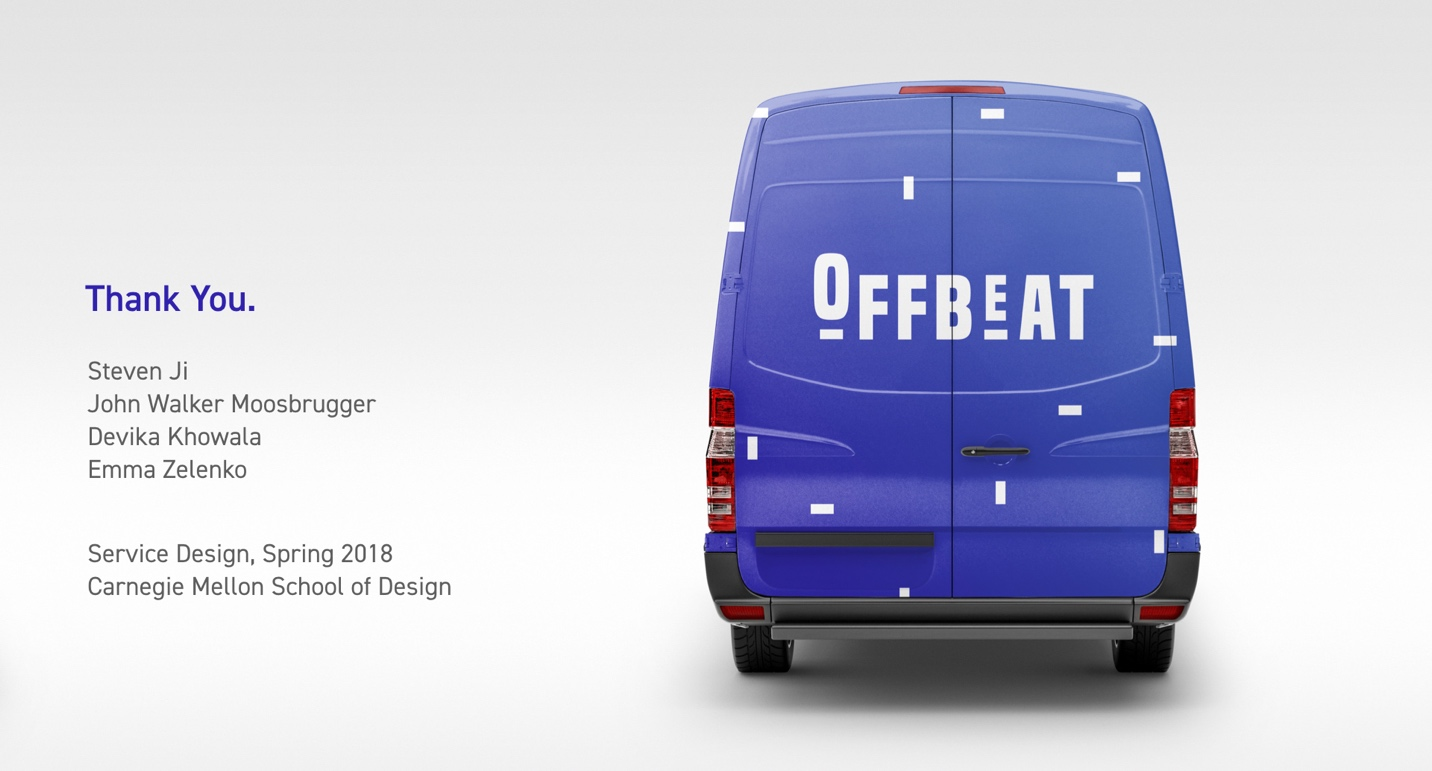 Thank You.
Steven Ji
John Walker Moosbrugger
Devika Khowala
Emma Zelenko
Service Design, Spring 2018
Carnegie Mellon School of Design
OFFBEAT